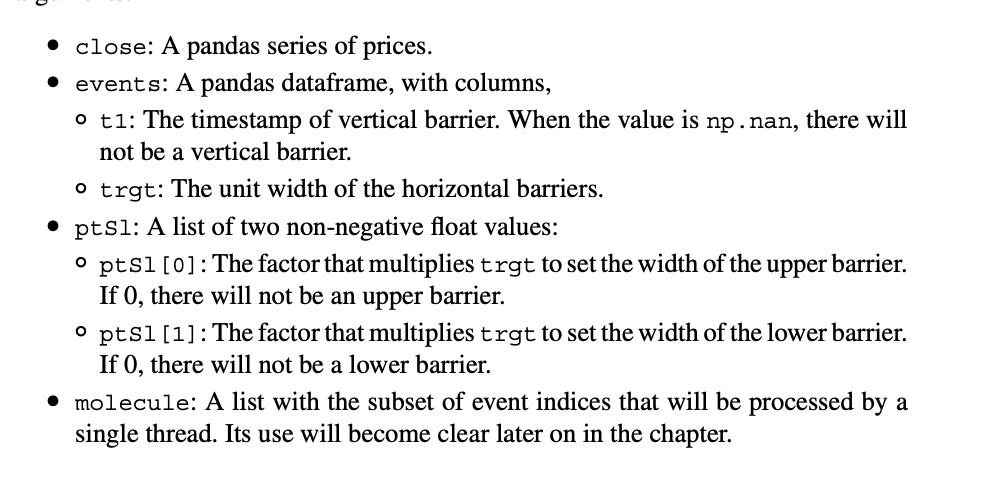 • close: A pandas series of prices.
• events: A pandas dataframe, with columns,
◦ t1: The timestamp of vertical barrier. When the value is np.nan, there will
not be a vertical barrier.
◦ trgt: The unit width of the horizontal barriers.
• ptSl: A list of two non-negative float values:
◦ ptSl[0]: The factor that multiplies trgt to set the width of the upper barrier.
If 0, there will not be an upper barrier.
◦ ptSl[1]: The factor that multiplies trgt to set the width of the lower barrier.
If 0, there will not be a lower barrier.
• molecule: A list with the subset of event indices that will be processed by a
single thread. Its use will become clear later on in the chapter.